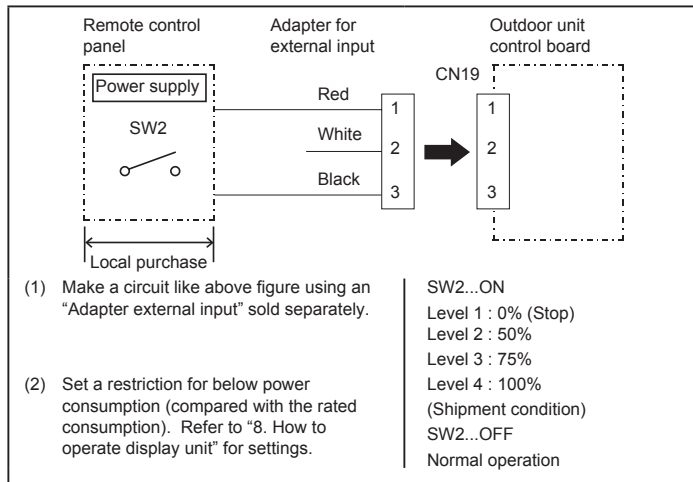 Remote control
panel
Adapter for
external input
Outdoor unit
control board
Power supply
SW2
Red
White
Black
1
2
3
CN19
1
2
3
Local purchase
(1) Make a circuit like above figure using an
“Adapter external input” sold separately.
(2) Set a restriction for below power
consumption (compared with the rated
consumption). Refer to “8. How to
operate display unit” for settings.
SW2...ON
Level 1 : 0% (Stop)
Level 2 : 50%
Level 3 : 75%
Level 4 : 100%
(Shipment condition)
SW2...OFF
Normal operation